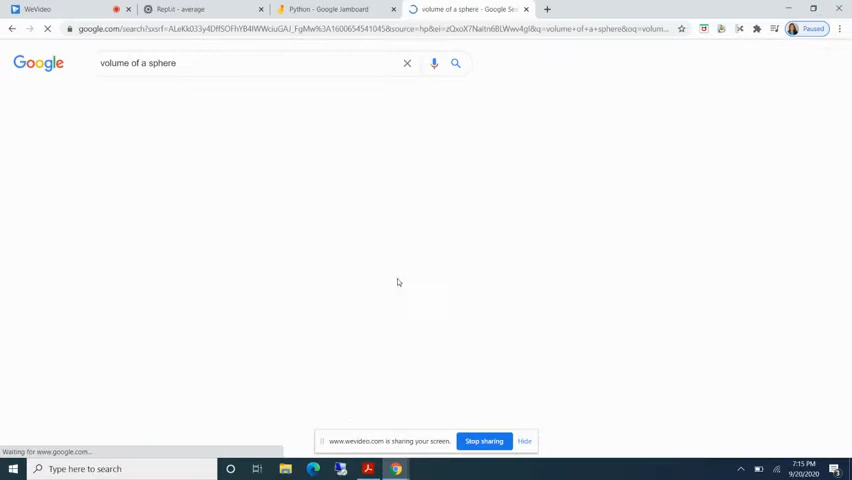 WeVideo
Repl.it - average
Python - Google Jamboard
volume of a sphere - Google Sea
google.com/search?sxsrf=ALeKk033y4DffSOFhYB4IWWciuGAJ_FgMw%3A1600654541045&source=hp&ei=zQxoX7Naltn6BLWwv4gI&q=volume+of+a+sphere&oq=volum...
Paused
Google
volume of a sphere
www.wevideo.com is sharing your screen.
Stop sharing
Hide
Waiting for www.google.com...
Type here to search
7:15 PM
9/20/2020